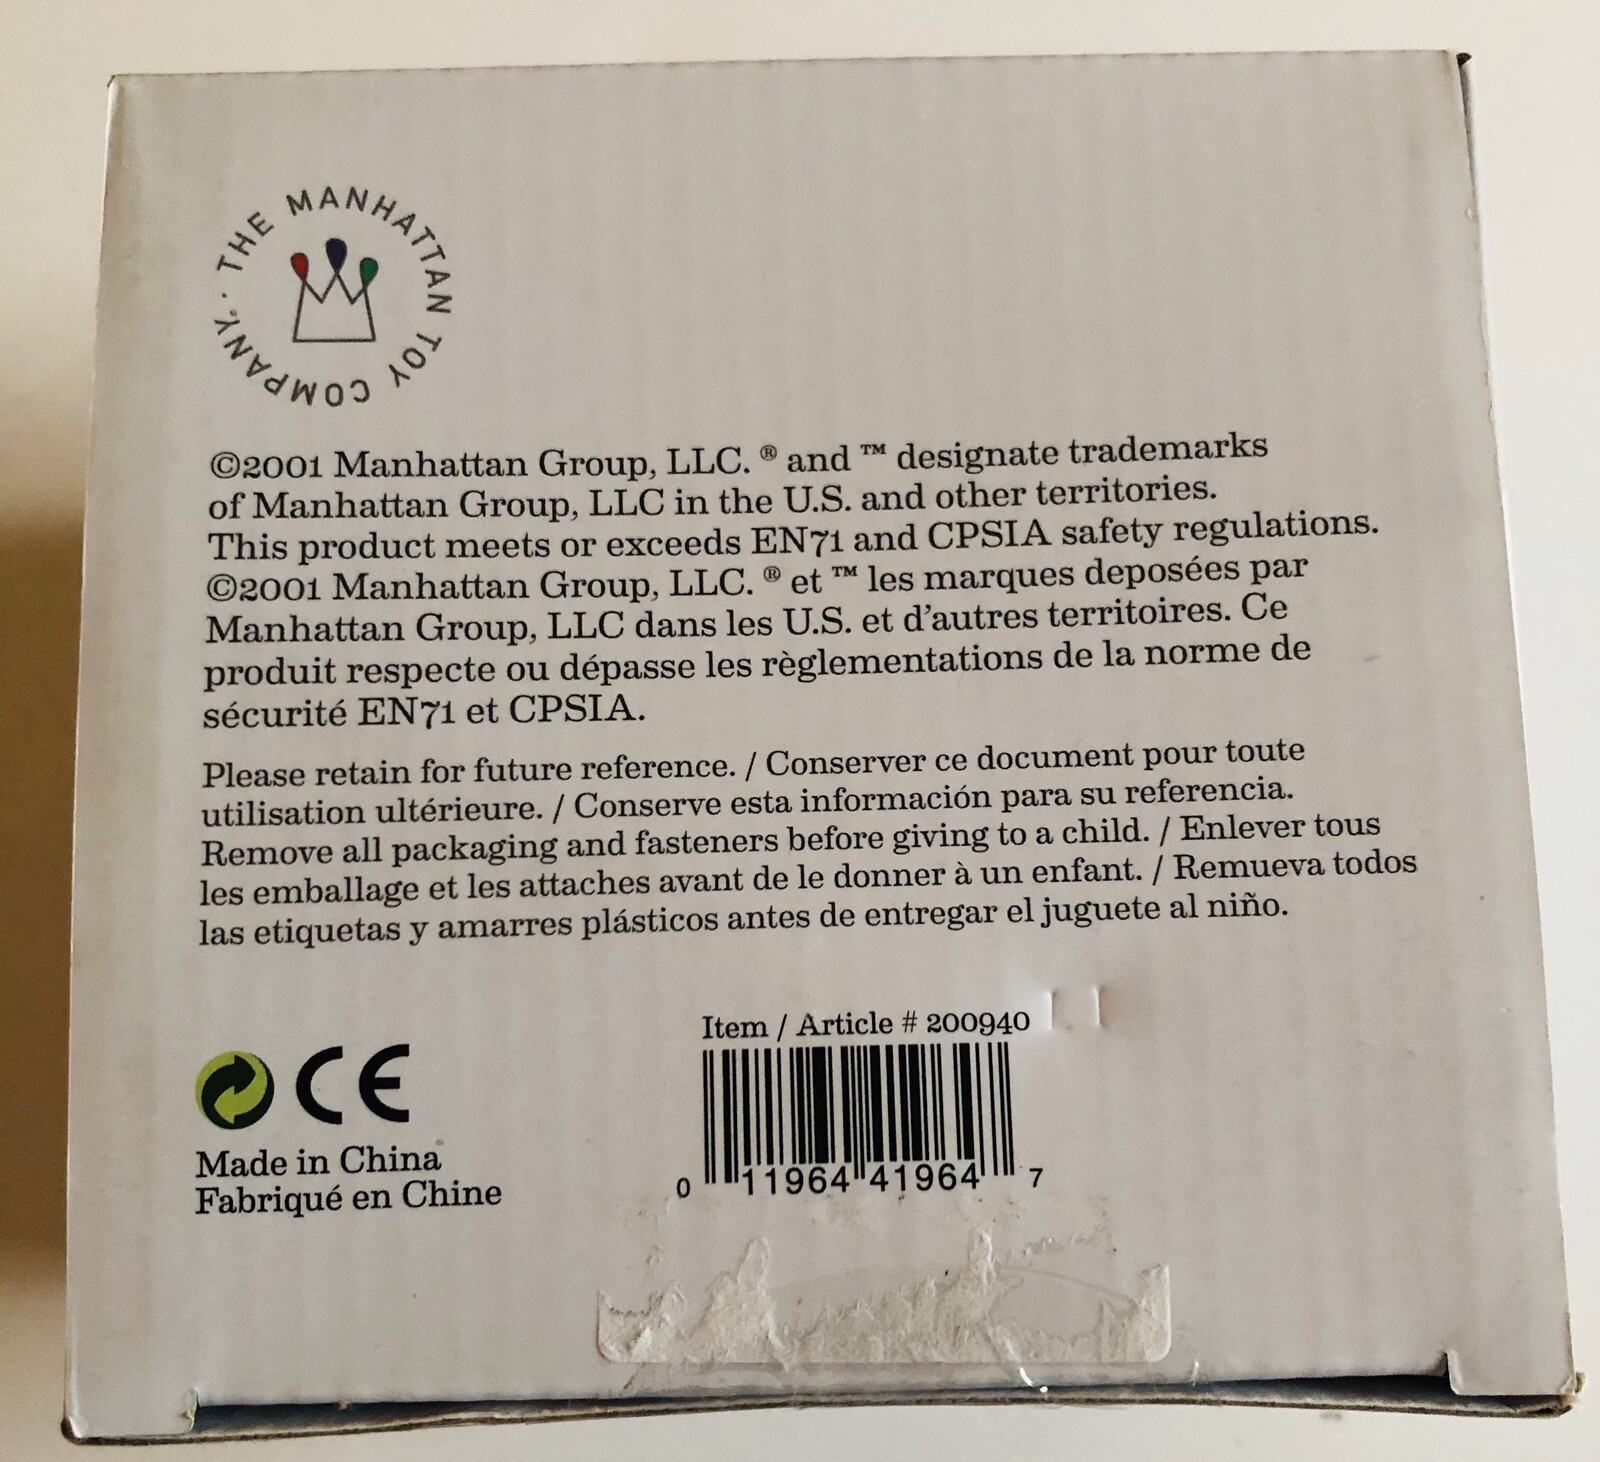 · THE MANHATTAN TOY COMPANY.
©2001 Manhattan Group, LLC. ® and ™ designate trademarks
of Manhattan Group, LLC in the U.S. and other territories.
This product meets or exceeds EN71 and CPSIA safety regulations.
©2001 Manhattan Group, LLC. ® et ™ les marques deposées par
Manhattan Group, LLC dans les U.S. et d'autres territoires. Ce
produit respecte ou dépasse les règlementations de la norme de
sécurité EN71 et CPSIA.
Please retain for future reference. / Conserver ce document pour toute
utilisation ultérieure. / Conserve esta información para su referencia.
Remove all packaging and fasteners before giving to a child. / Enlever tous
les emballage et les attaches avant de le donner à un enfant. / Remueva todos
las etiquetas y amarres plásticos antes de entregar el juguete al niño.
Item / Article # 200940
CE
0 11964 41964 7
Made in China
Fabriqué en Chine